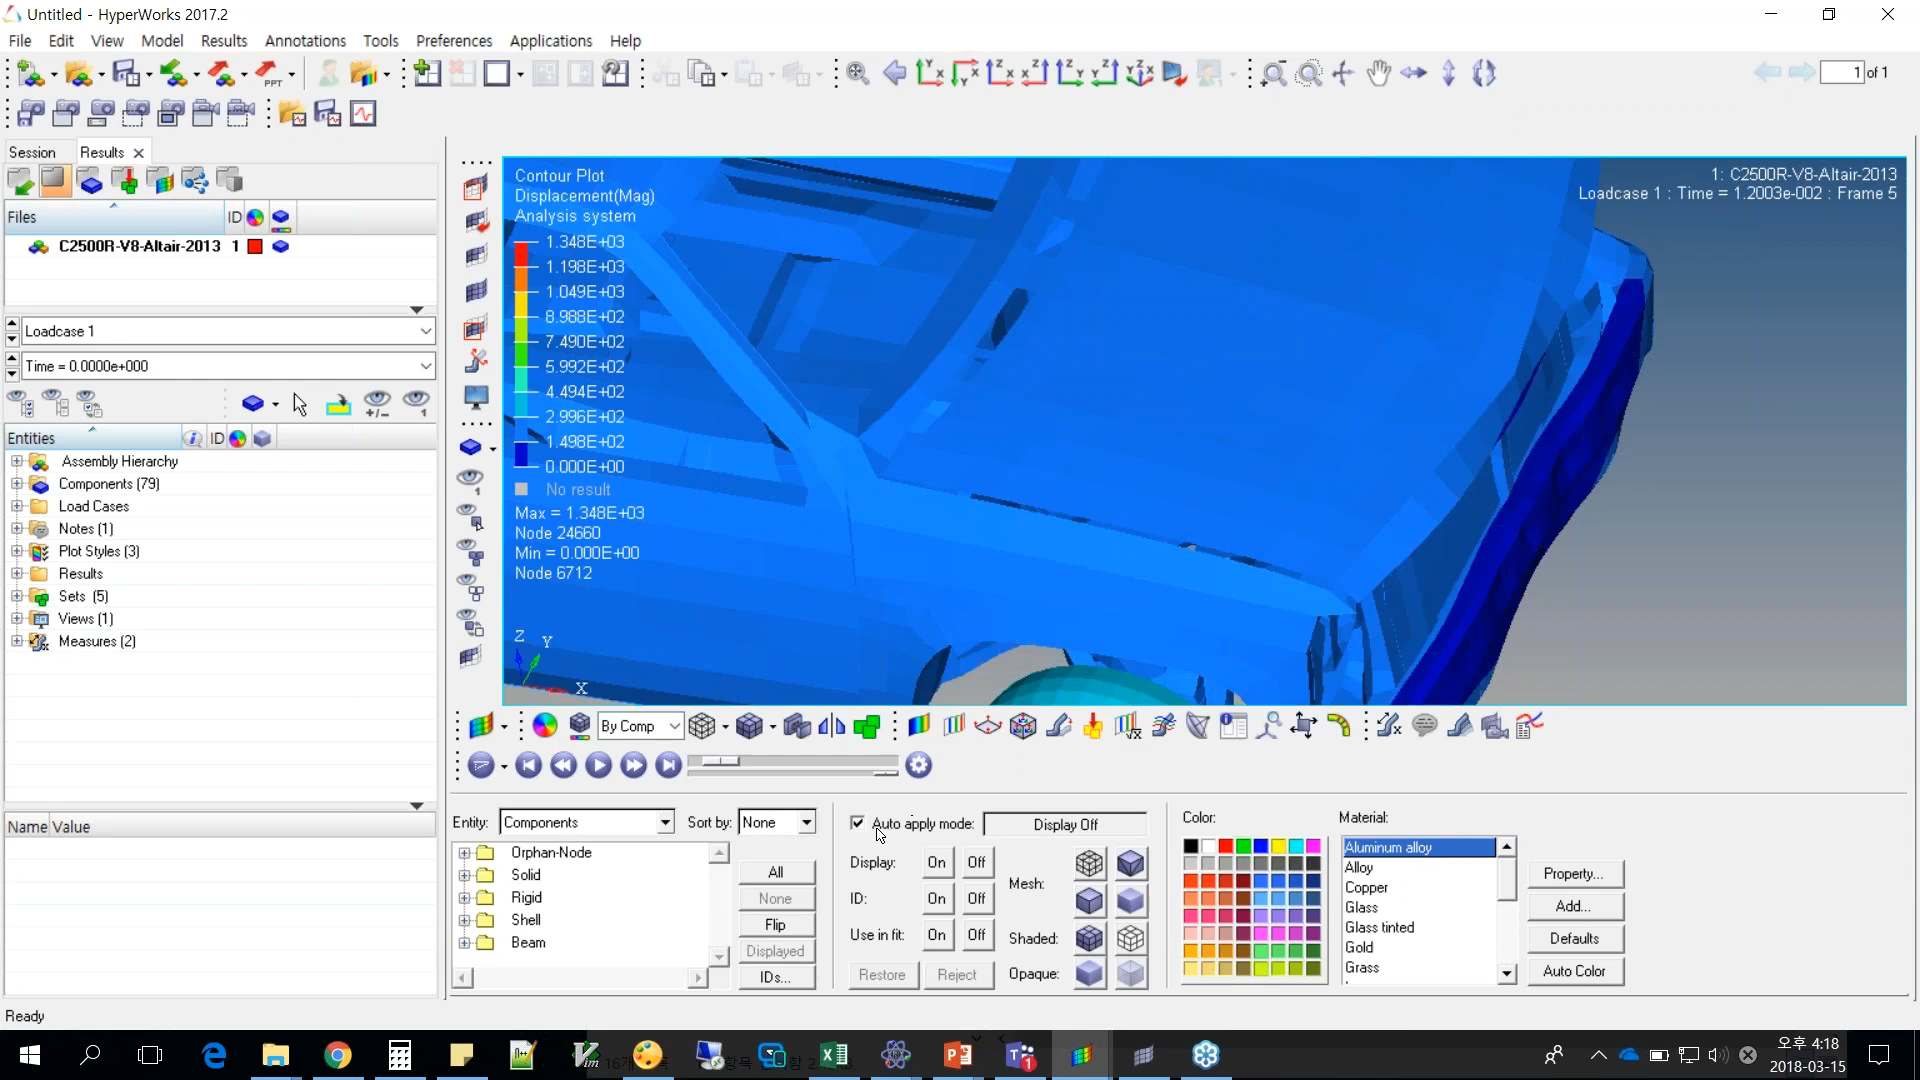 Untitled - HyperWorks 2017.2
File Edit View Model Results Annotations Tools Preferences Applications Help
PPT
1 of 1
Session Results
Files ID
C2500R-V8-Altair-2013 1
Loadcase 1
Time = 0.0000e+000
Entities ID
Assembly Hierarchy
Components (79)
Load Cases
Notes (1)
Plot Styles (3)
Results
Sets (5)
Views (1)
Measures (2)
Name Value
Contour Plot
Displacement(Mag)
Analysis system
1.348E+03
1.198E+03
1.049E+03
8.988E+02
7.490E+02
5.992E+02
4.494E+02
2.996E+02
1.498E+02
0.000E+00
No result
Max = 1.348E+03
Node 24660
Min = 0.000E+00
Node 6712
1: C2500R-V8-Altair-2013
Loadcase 1 : Time = 1.2003e-002 : Frame 5
Z Y X
By Comp
Entity: Components Sort by: None
Orphan-Node
Solid
Rigid
Shell
Beam
All
None
Flip
Displayed
IDs...
Auto apply mode: Display Off
Display: On Off
ID: On Off
Use in fit: On Off
Restore Reject
Mesh:
Shaded:
Opaque:
Color:
Material:
Aluminum alloy
Alloy
Copper
Glass
Glass tinted
Gold
Grass
Property...
Add...
Defaults
Auto Color
Ready
오후 4:18
2018-03-15